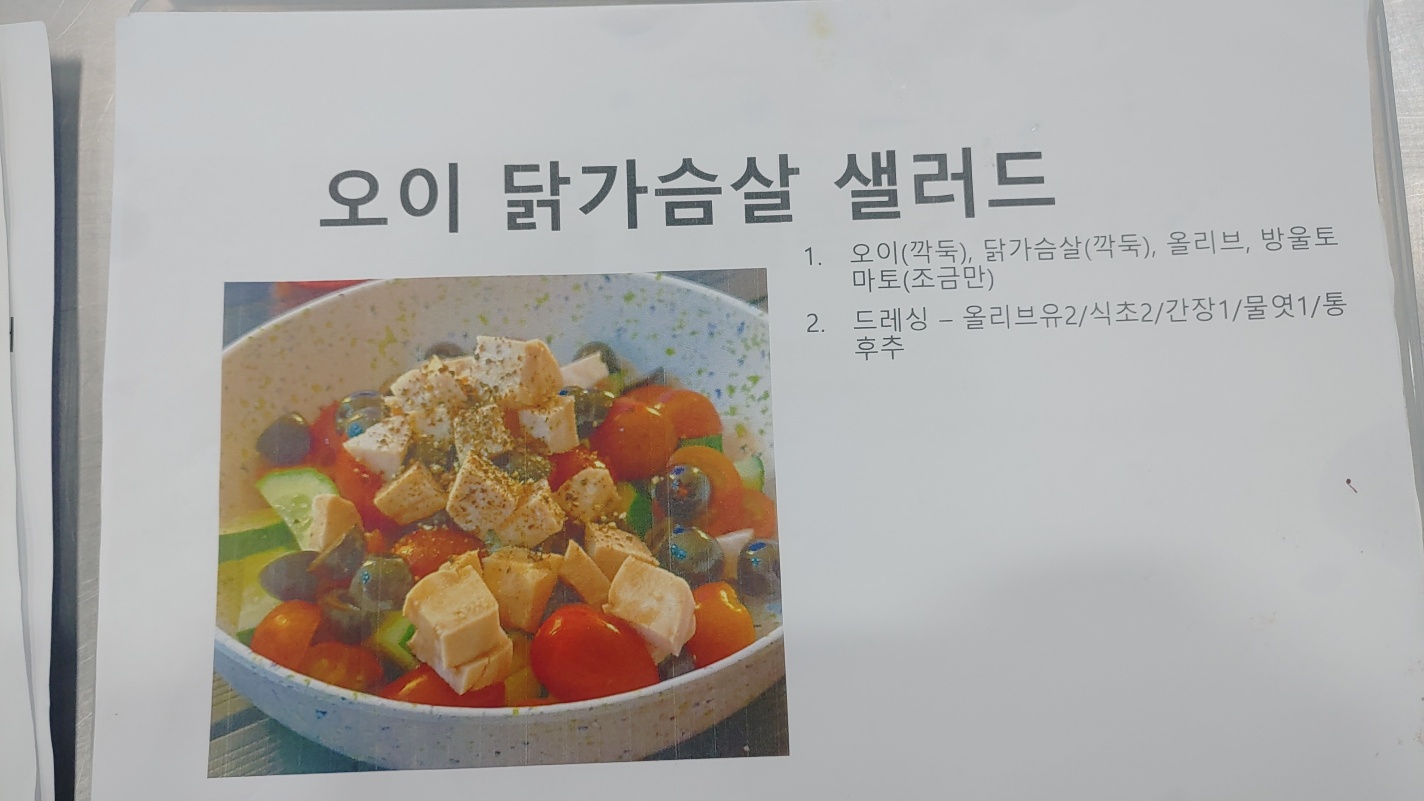 오이 닭가슴살 샐러드
1. 오이(깍둑), 닭가슴살(깍둑), 올리브, 방울토
마토(조금만)
2. 드레싱 – 올리브유2/식초2/간장1/물엿1/통
후추